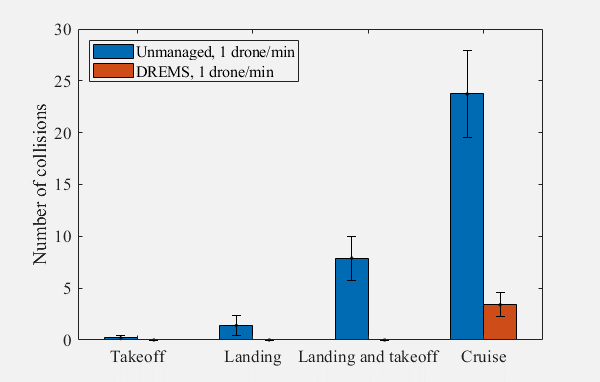 30
25
20
15
10
5
0
Number of collisions
Unmanaged, 1 drone/min
DREMS, 1 drone/min
Takeoff Landing Landing and takeoff Cruise